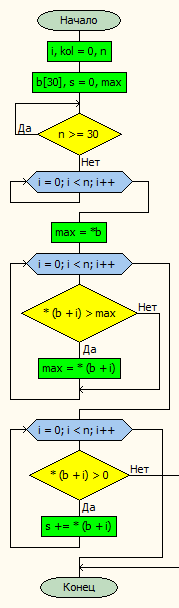 Начало
i, kol = 0, n
b[30], s = 0, max
n >= 30
Да
Нет
i = 0; i < n; i++
max = *b
i = 0; i < n; i++
* (b + i) > max
Нет
Да
max = * (b + i)
i = 0; i < n; i++
* (b + i) > 0
Нет
Да
s += * (b + i)
Конец